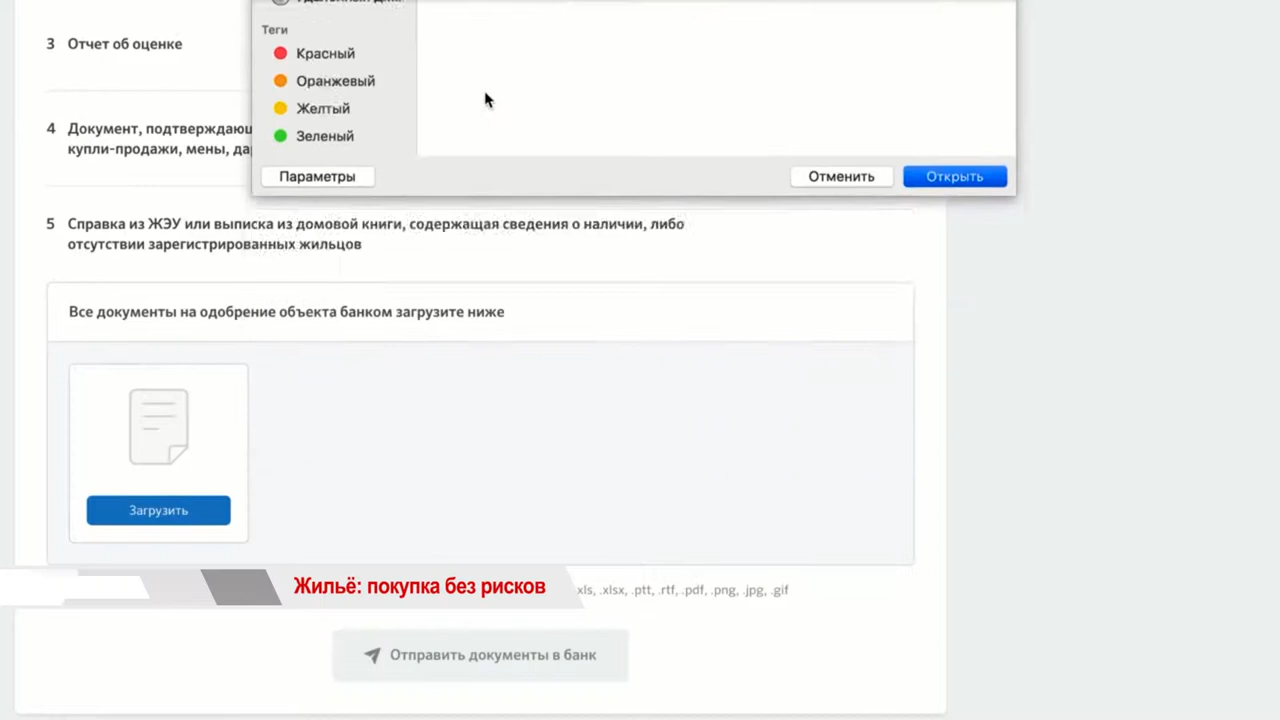 Теги
3 Отчет об оценке
Красный
Оранжевый
Желтый
Зеленый
4 Документ, подтверждающ
купли-продажи, мены, да
Параметры
Отменить
Открыть
5 Справка из ЖЭУ или выписка из домовой книги, содержащая сведения о наличии, либо
отсутствии зарегистрированных жильцов
Все документы на одобрение объекта банком загрузите ниже
Загрузить
Жильё: покупка без рисков
xls, .xlsx, .ptt, .rtf, .pdf, .png, .jpg, .gif
Отправить документы в банк